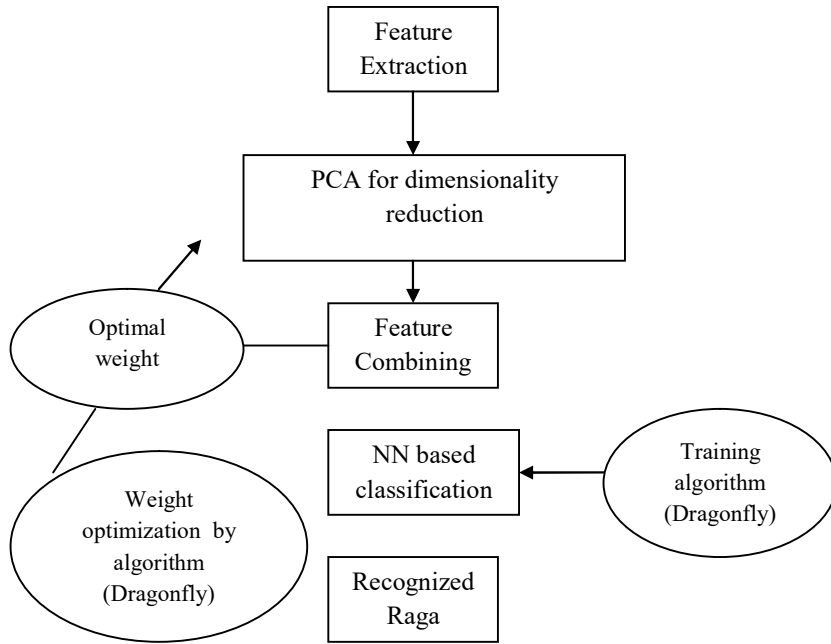 Feature
Extraction
PCA for dimensionality
reduction
Optimal
weight
Feature
Combining
NN based
classification
Training
algorithm
(Dragonfly)
Weight
optimization by
algorithm
(Dragonfly)
Recognized
Raga